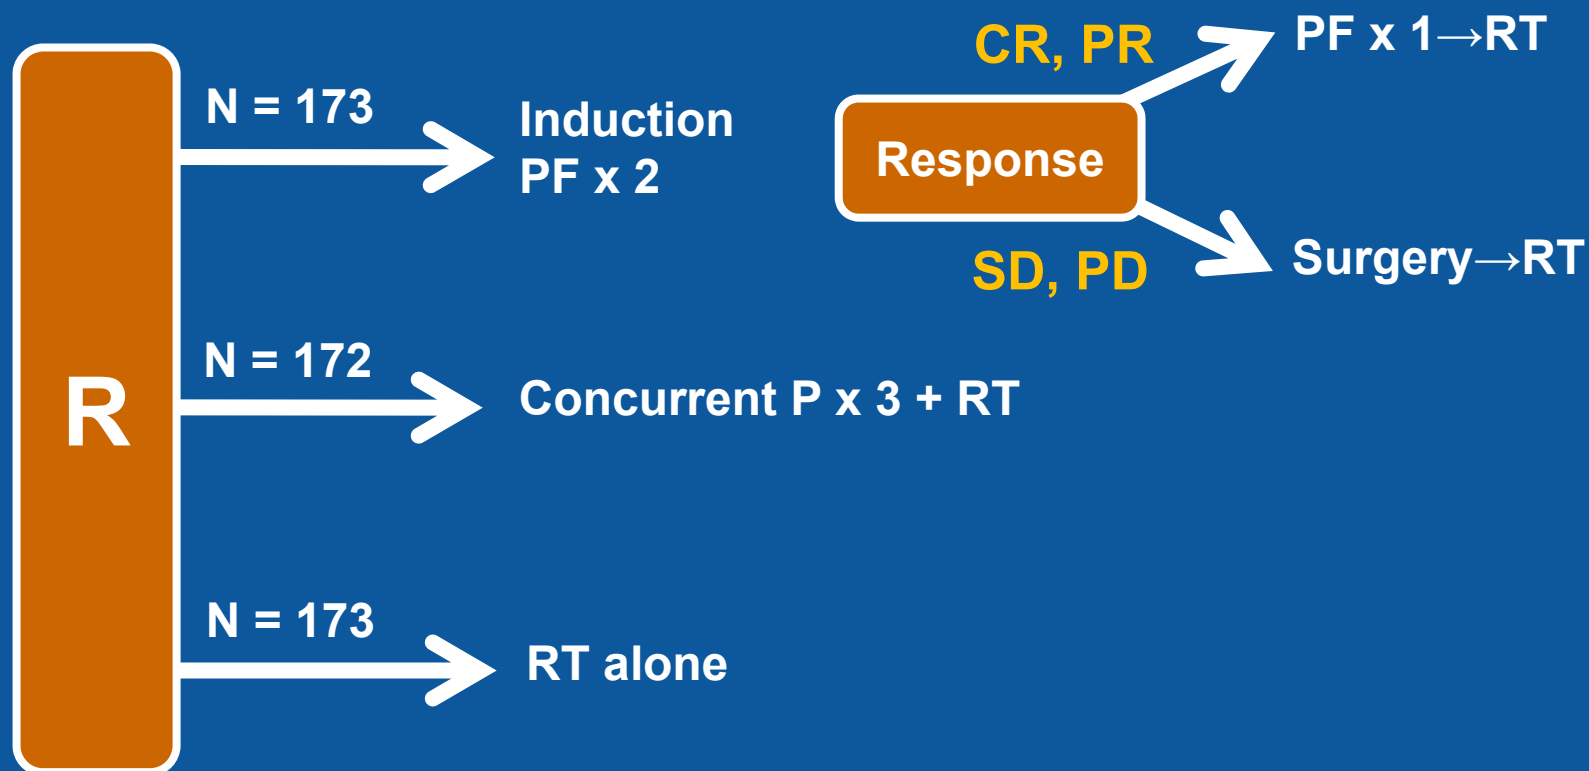 R
N = 173
Induction
PF x 2
Response
CR, PR
PF x 1→RT
SD, PD
Surgery→RT
N = 172
Concurrent P x 3 + RT
N = 173
RT alone